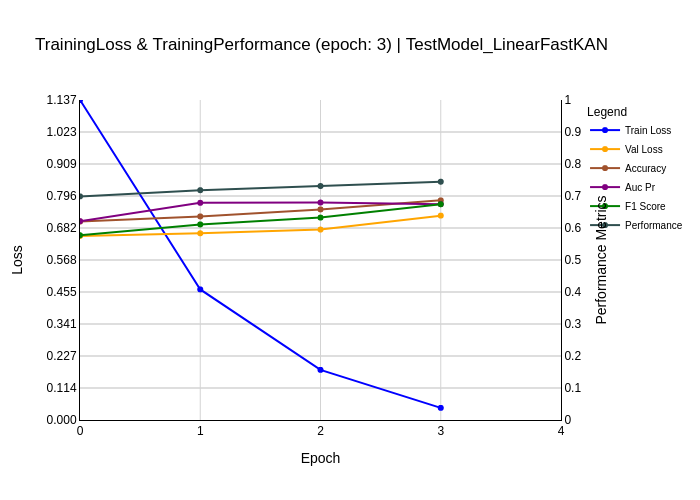 TrainingLoss & TrainingPerformance (epoch: 3) | TestModel_LinearFastKAN
Legend
Train Loss
Val Loss
Accuracy
Auc Pr
F1 Score
Performance
Loss
1.137
1.023
0.909
0.796
0.682
0.568
0.455
0.341
0.227
0.114
0.000
1
0.9
0.8
0.7
0.6
0.5
0.4
0.3
0.2
0.1
0
Performance Metrics
0 1 2 3 4
Epoch